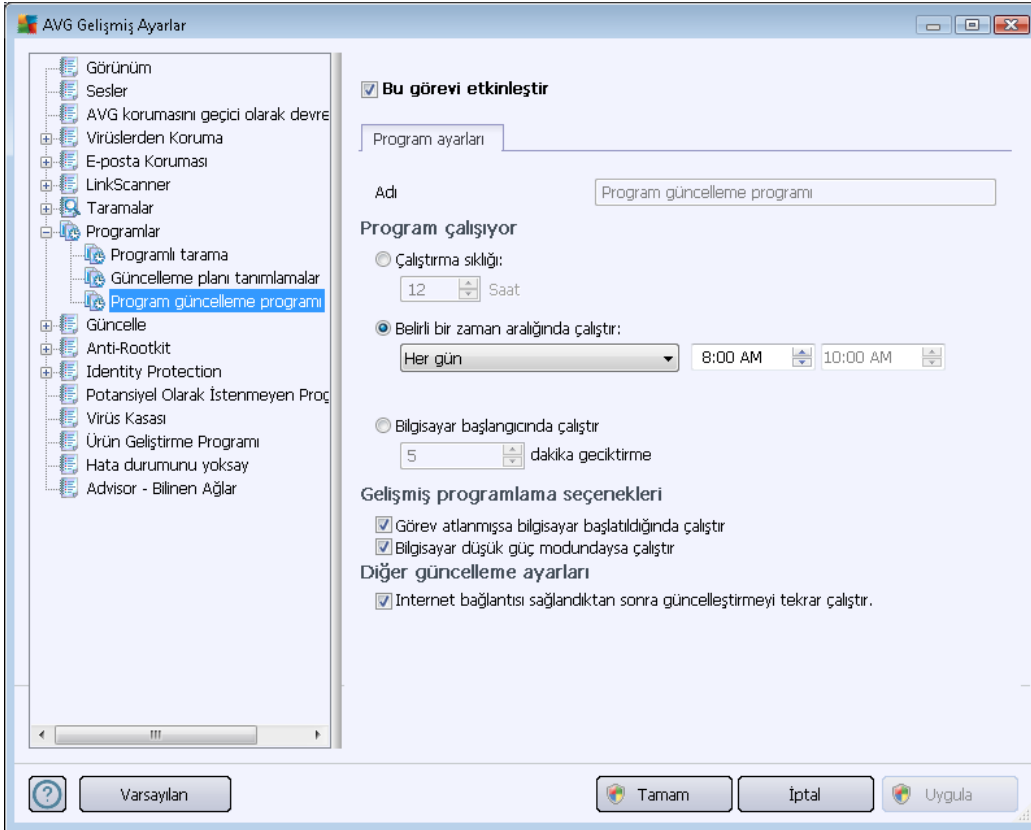 AVG Gelişmiş Ayarlar
Görünüm
Sesler
AVG korumasını geçici olarak devre
Virüslerden Koruma
E-posta Koruması
LinkScanner
Taramalar
Programlar
Programlı tarama
Güncelleme planı tanımlamalar
Program güncelleme programı
Güncelle
Anti-Rootkit
Identity Protection
Potansiyel Olarak İstenmeyen Prog
Virüs Kasası
Ürün Geliştirme Programı
Hata durumunu yoksay
Advisor - Bilinen Ağlar
Bu görevi etkinleştir
Program ayarları
Adı Program güncelleme programı
Program çalışıyor
Çalıştırma sıklığı:
12 Saat
Belirli bir zaman aralığında çalıştır:
Her gün 8:00 AM 10:00 AM
Bilgisayar başlangıcında çalıştır
5 dakika geciktirme
Gelişmiş programlama seçenekleri
Görev atlanmışsa bilgisayar başlatıldığında çalıştır
Bilgisayar düşük güç modundaysa çalıştır
Diğer güncelleme ayarları
Internet bağlantısı sağlandıktan sonra güncelleştirmeyi tekrar çalıştır.
Varsayılan Tamam İptal Uygula